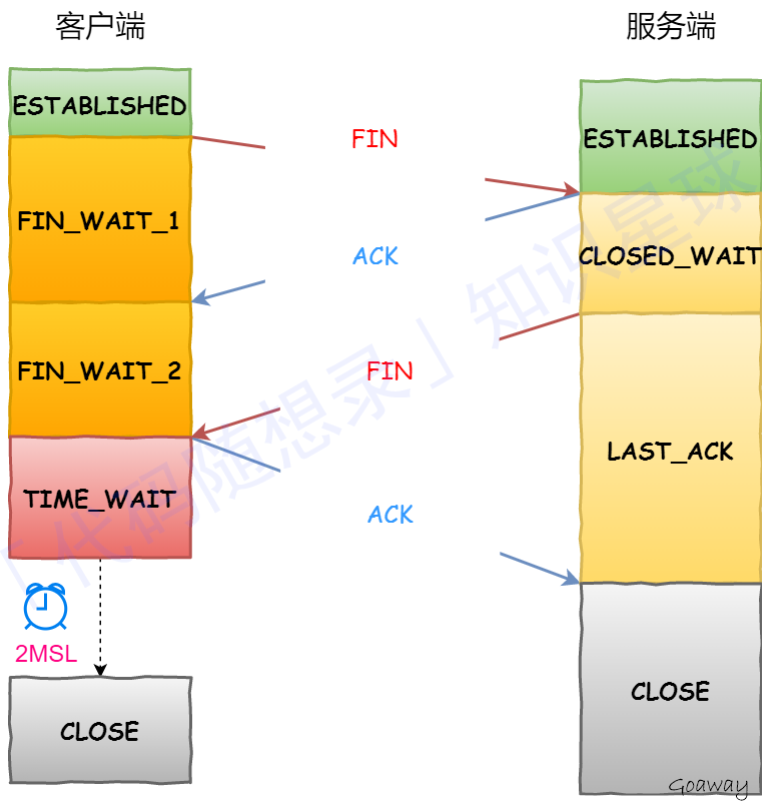 客户端
服务端
ESTABLISHED
ESTABLISHED
FIN
FIN_WAIT_1
CLOSED_WAIT
ACK
FIN_WAIT_2
FIN
LAST_ACK
TIME_WAIT
ACK
2MSL
CLOSE
CLOSE
Goaway
「代码随想录」知识星球